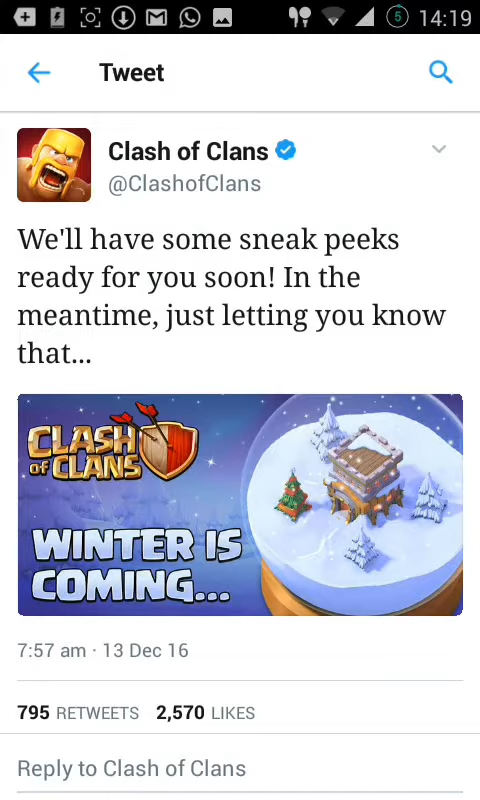 5 14:19
Tweet
Clash of Clans
@ClashofClans
We'll have some sneak peeks
ready for you soon! In the
meantime, just letting you know
that...
CLASH
OF CLANS
WINTER IS
COMING...
7:57 am · 13 Dec 16
795 RETWEETS 2,570 LIKES
Reply to Clash of Clans